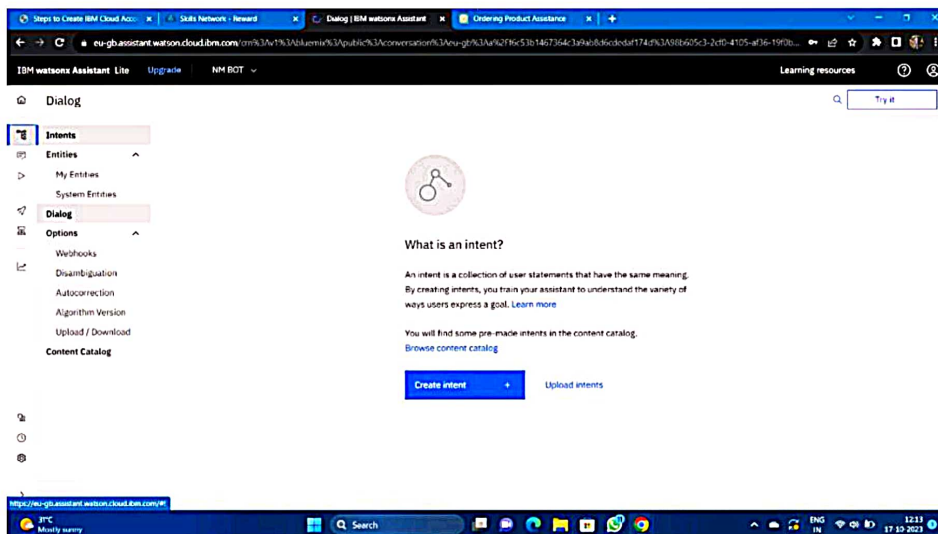 Steps to Create IBM Cloud Acco
Skills Network - Reward
Dialog | IBM watsonx Assistant
Ordering Product Assistance
IBM watsonx Assistant Lite
Upgrade
NM BOT
Learning resources
Dialog
Try it
Intents
Entities
My Entities
System Entities
Dialog
Options
Webhooks
Disambiguation
Autocorrection
Algorithm Version
Upload / Download
Content Catalog
What is an intent?
An intent is a collection of user statements that have the same meaning.
By creating intents, you train your assistant to understand the variety of
ways users express a goal. Learn more
You will find some pre-made intents in the content catalog.
Browse content catalog
Create intent +
Upload intents
https://eu-gb.assistant.watson.cloud.ibm.com/#
31°C
Mostly sunny
Search
ENG
IN
12:13
17-10-2023